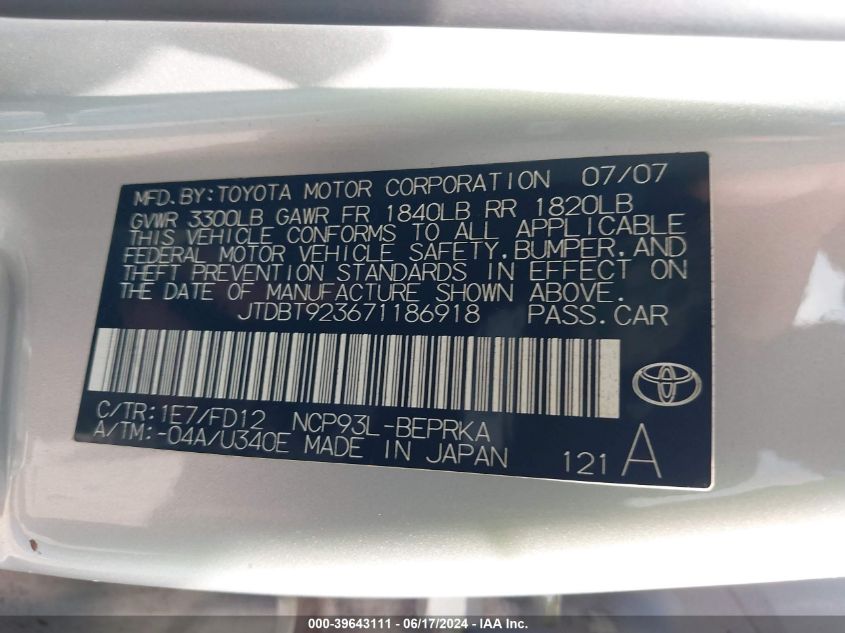 MFD.BY:TOYOTA MOTOR CORPORATION 07/07
GVWR 3300LB GAWR FR 1840LB RR 1820LB
THIS VEHICLE CONFORMS TO ALL APPLICABLE
FEDERAL MOTOR VEHICLE SAFETY,BUMPER,AND
THEFT PREVENTION STANDARDS IN EFFECT ON
THE DATE OF MANUFACTURE SHOWN ABOVE.
JTDBT923671186918 PASS.CAR
C/TR:1E7/FD12 NCP93L-BEPRKA
A/TM:-04A/U340E MADE IN JAPAN
121 A
000-39643111 - 06/17/2024 - IAA Inc.